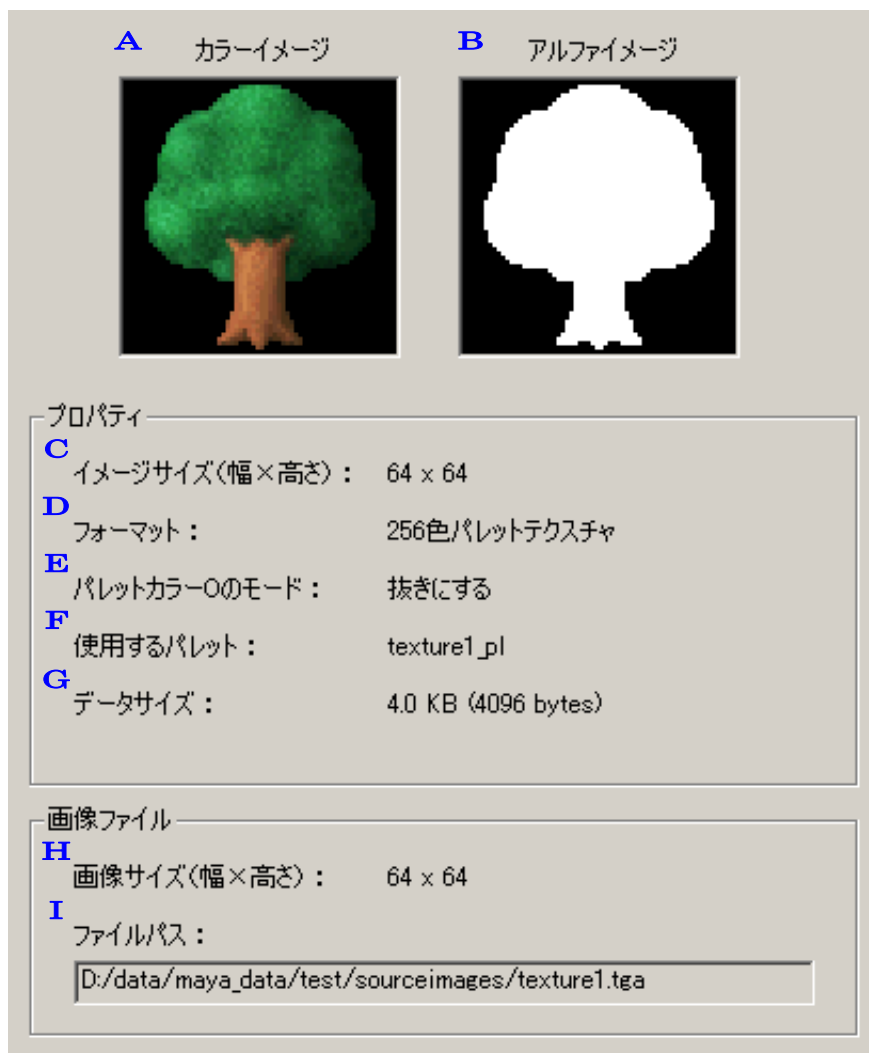 A カラーイメージ B アルファイメージ
プロパティ
C
イメージサイズ(幅×高さ): 64 x 64
D
フォーマット: 256色パレットテクスチャ
E
パレットカラー0のモード: 抜きにする
F
使用するパレット: texture1_pl
G
データサイズ: 4.0 KB (4096 bytes)
画像ファイル
H
画像サイズ(幅×高さ): 64 x 64
I
ファイルパス:
D:/data/maya_data/test/sourceimages/texture1.tga